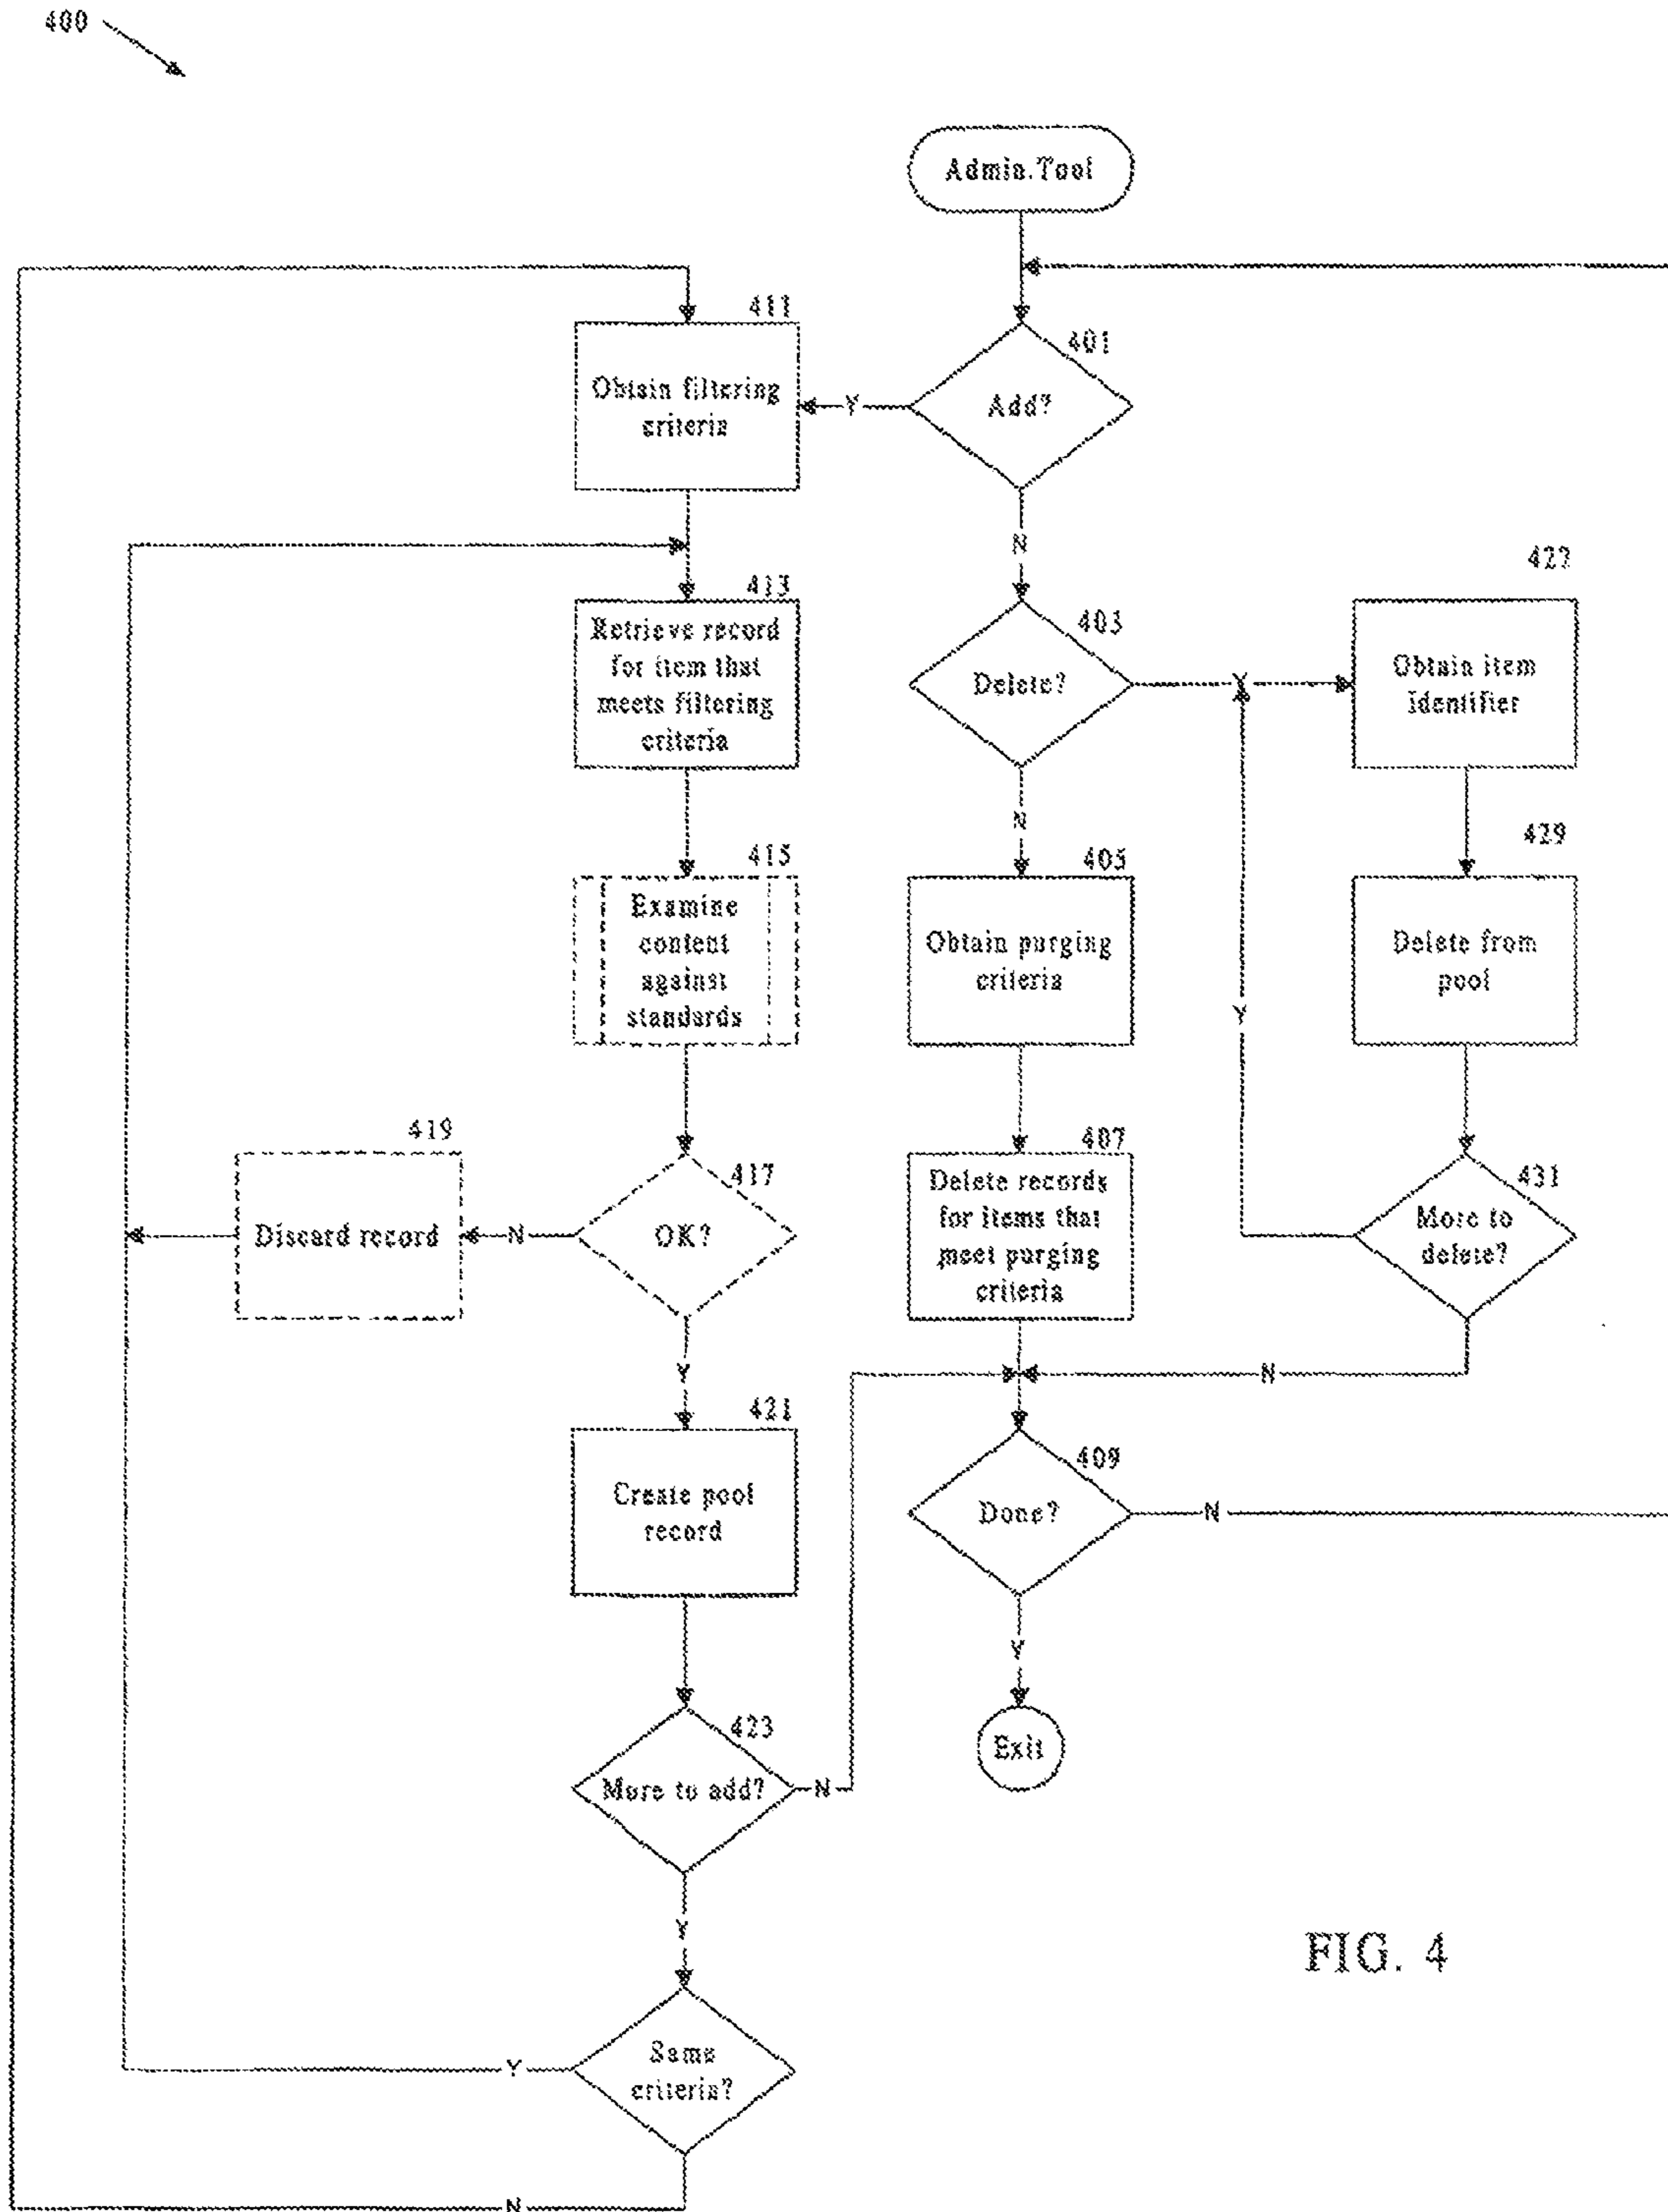 400
Admin.Tool
411
Obtain filtering
criteria
Y
401
Add?
N
413
Retrieve record
for item that
meets filtering
criteria
403
Delete?
Y
427
Obtain item
identifier
N
415
Examine
content
against
standards
405
Obtain purging
criteria
Y
429
Delete from
pool
419
Discard record
N
417
OK?
407
Delete records
for items that
meet purging
criteria
431
More to
delete?
Y
N
421
Create pool
record
409
Done?
N
Y
423
More to add?
N
Exit
Y
FIG. 4
Same
criteria?
Y
N